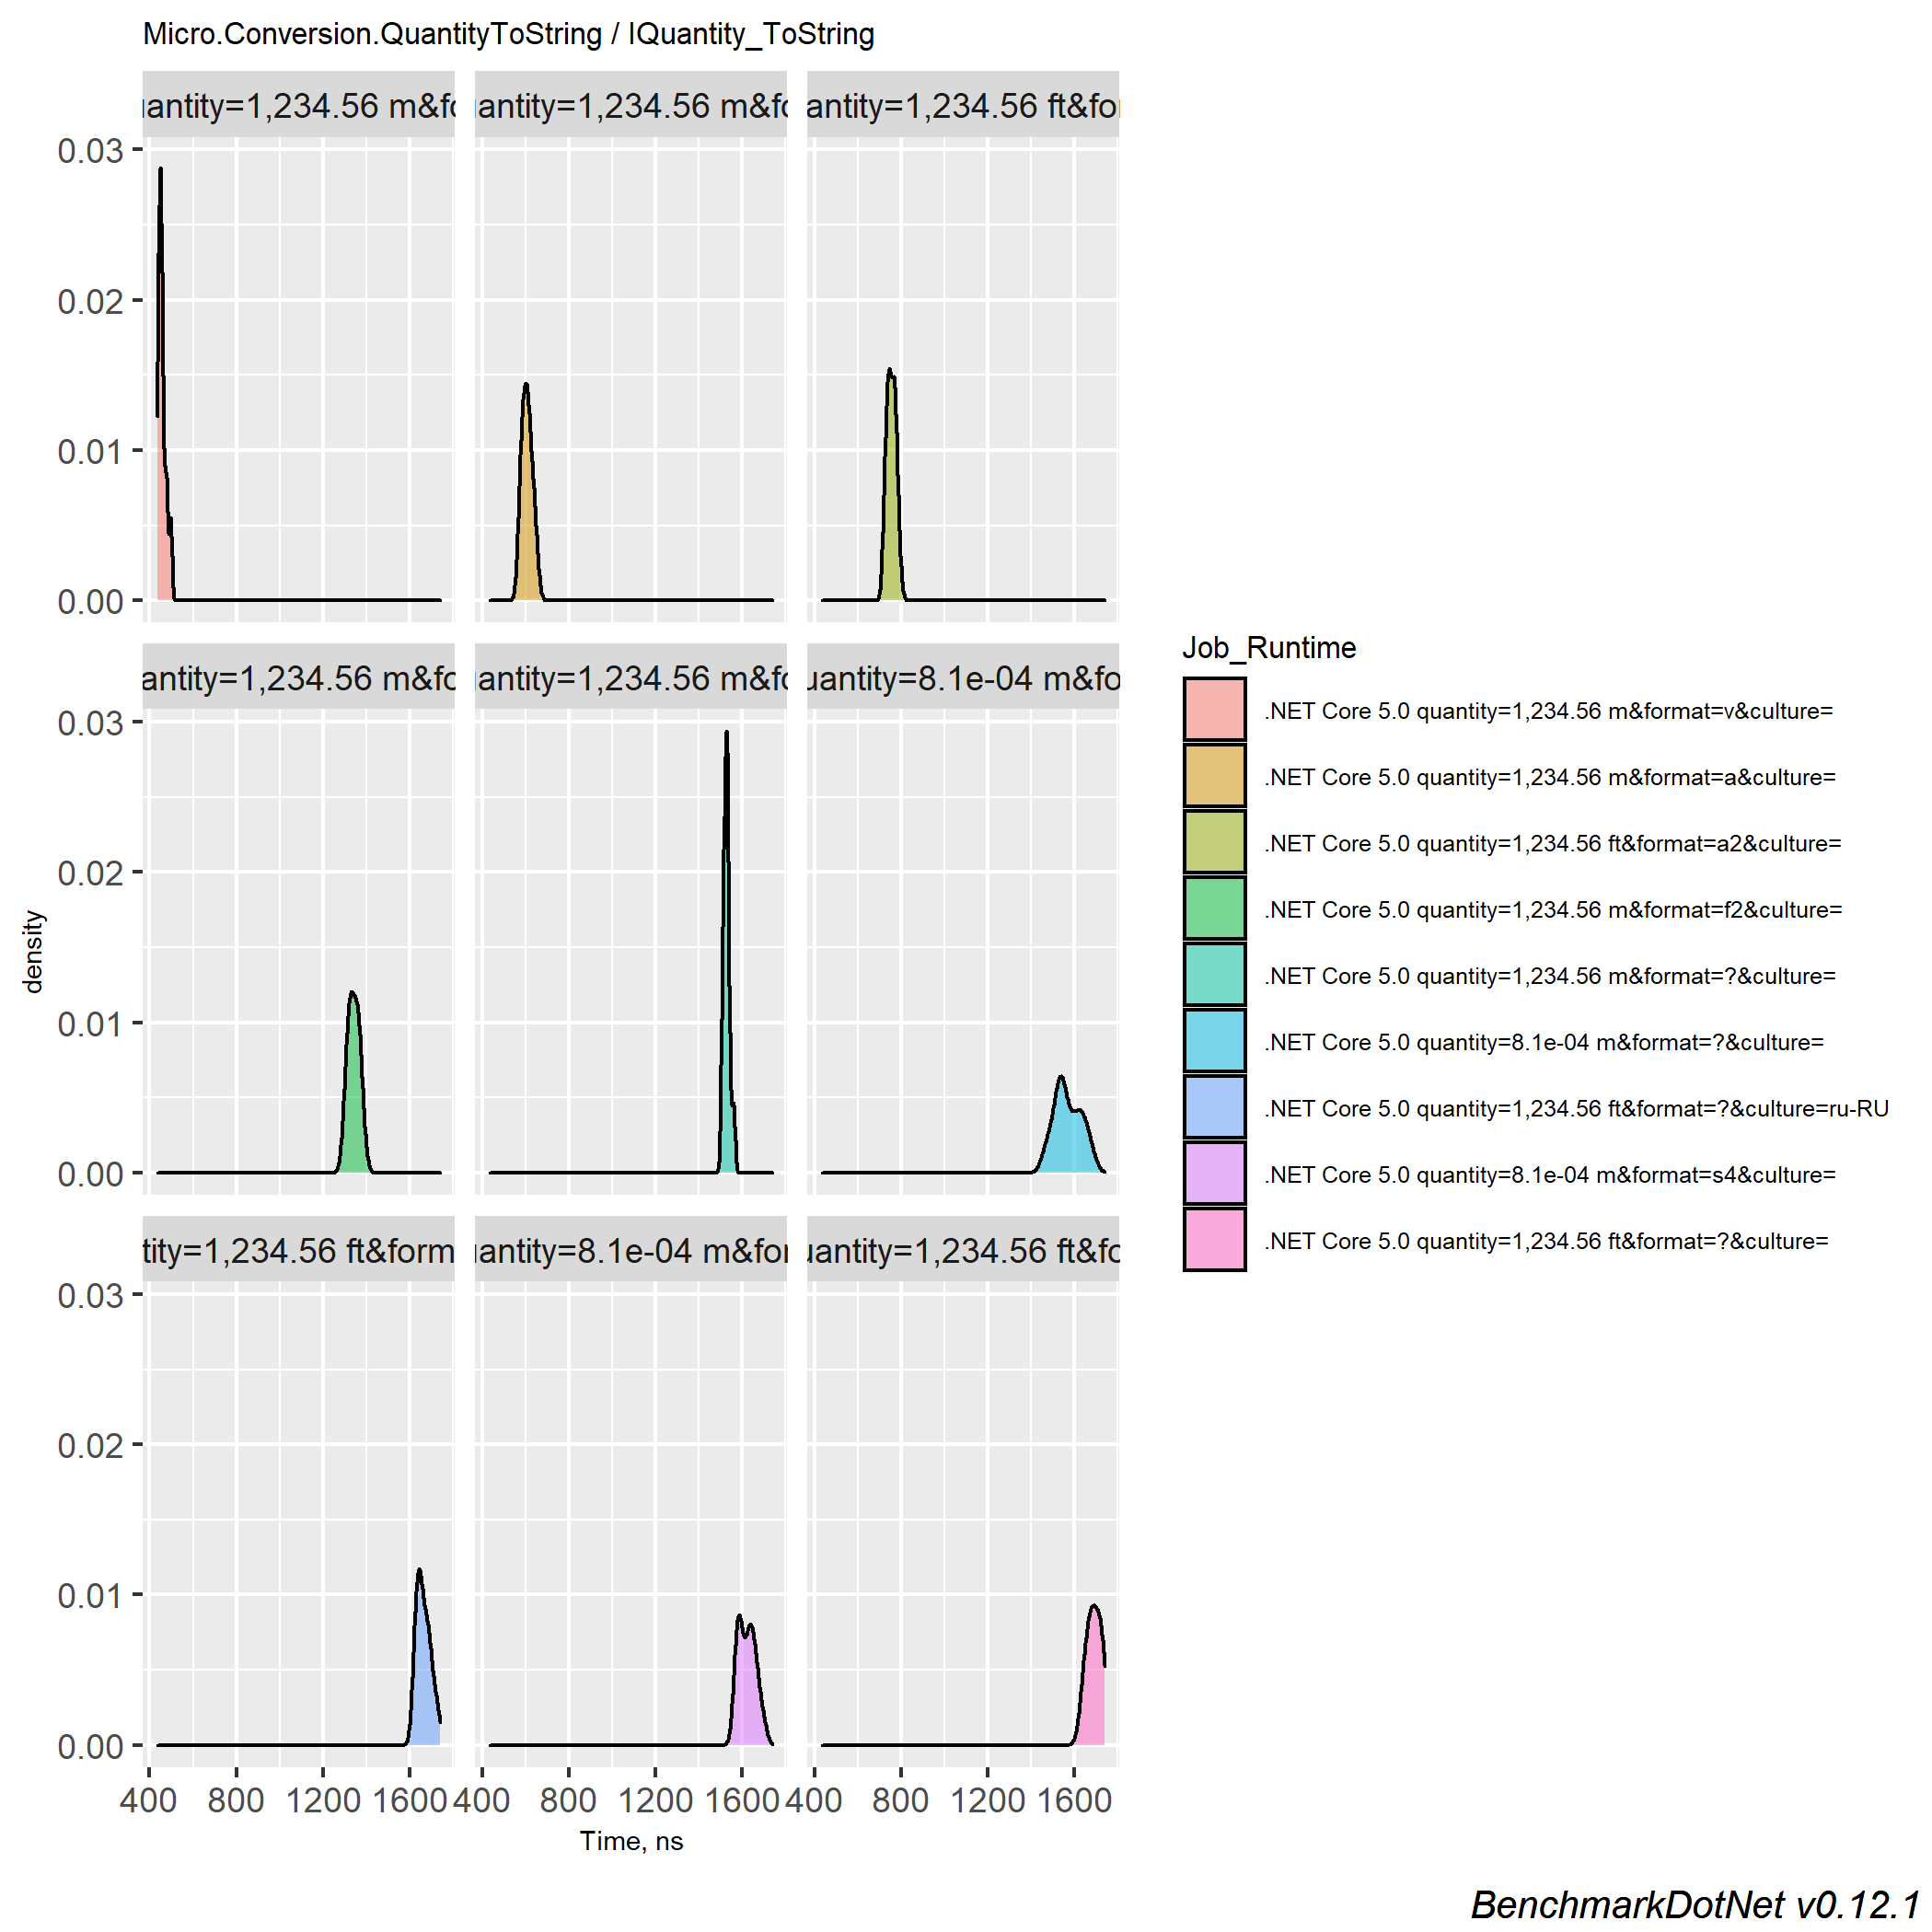 Micro.Conversion.QuantityToString / IQuantity_ToString
uantity=1,234.56 m&fo
antity=1,234.56 m&fo
antity=1,234.56 ft&for
0.03
0.02
0.01
0.00
antity=1,234.56 m&fo
antity=1,234.56 m&fo
uantity=8.1e-04 m&fo
0.03
0.02
0.01
0.00
tity=1,234.56 ft&form
uantity=8.1e-04 m&for
uantity=1,234.56 ft&fo
0.03
0.02
0.01
0.00
400 800 1200 1600 400 800 1200 1600 400 800 1200 1600
Time, ns
density
Job_Runtime
.NET Core 5.0 quantity=1,234.56 m&format=v&culture=
.NET Core 5.0 quantity=1,234.56 m&format=a&culture=
.NET Core 5.0 quantity=1,234.56 ft&format=a2&culture=
.NET Core 5.0 quantity=1,234.56 m&format=f2&culture=
.NET Core 5.0 quantity=1,234.56 m&format=?&culture=
.NET Core 5.0 quantity=8.1e-04 m&format=?&culture=
.NET Core 5.0 quantity=1,234.56 ft&format=?&culture=ru-RU
.NET Core 5.0 quantity=8.1e-04 m&format=s4&culture=
.NET Core 5.0 quantity=1,234.56 ft&format=?&culture=
BenchmarkDotNet v0.12.1